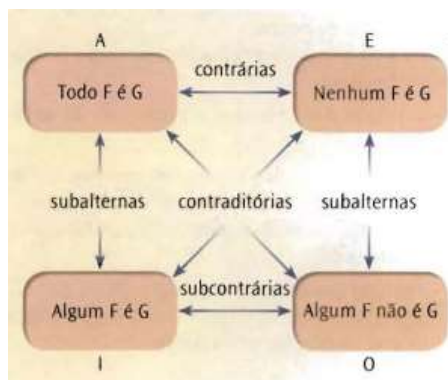 A
E
contrárias
Todo F é G
Nenhum F é G
subalternas
contraditórias
subalternas
subcontrárias
Algum F é G
Algum F não é G
I
O